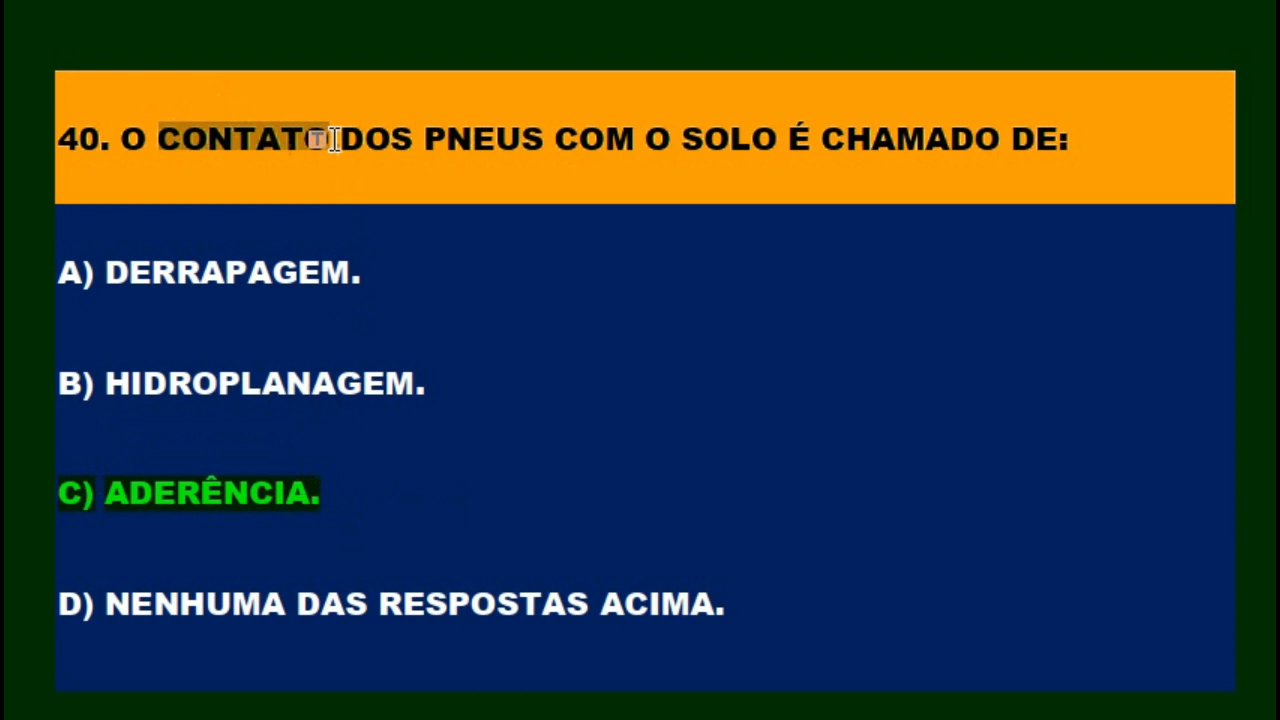 40. O CONTATO DOS PNEUS COM O SOLO É CHAMADO DE:
A) DERRAPAGEM.
B) HIDROPLANAGEM.
C) ADERÊNCIA.
D) NENHUMA DAS RESPOSTAS ACIMA.